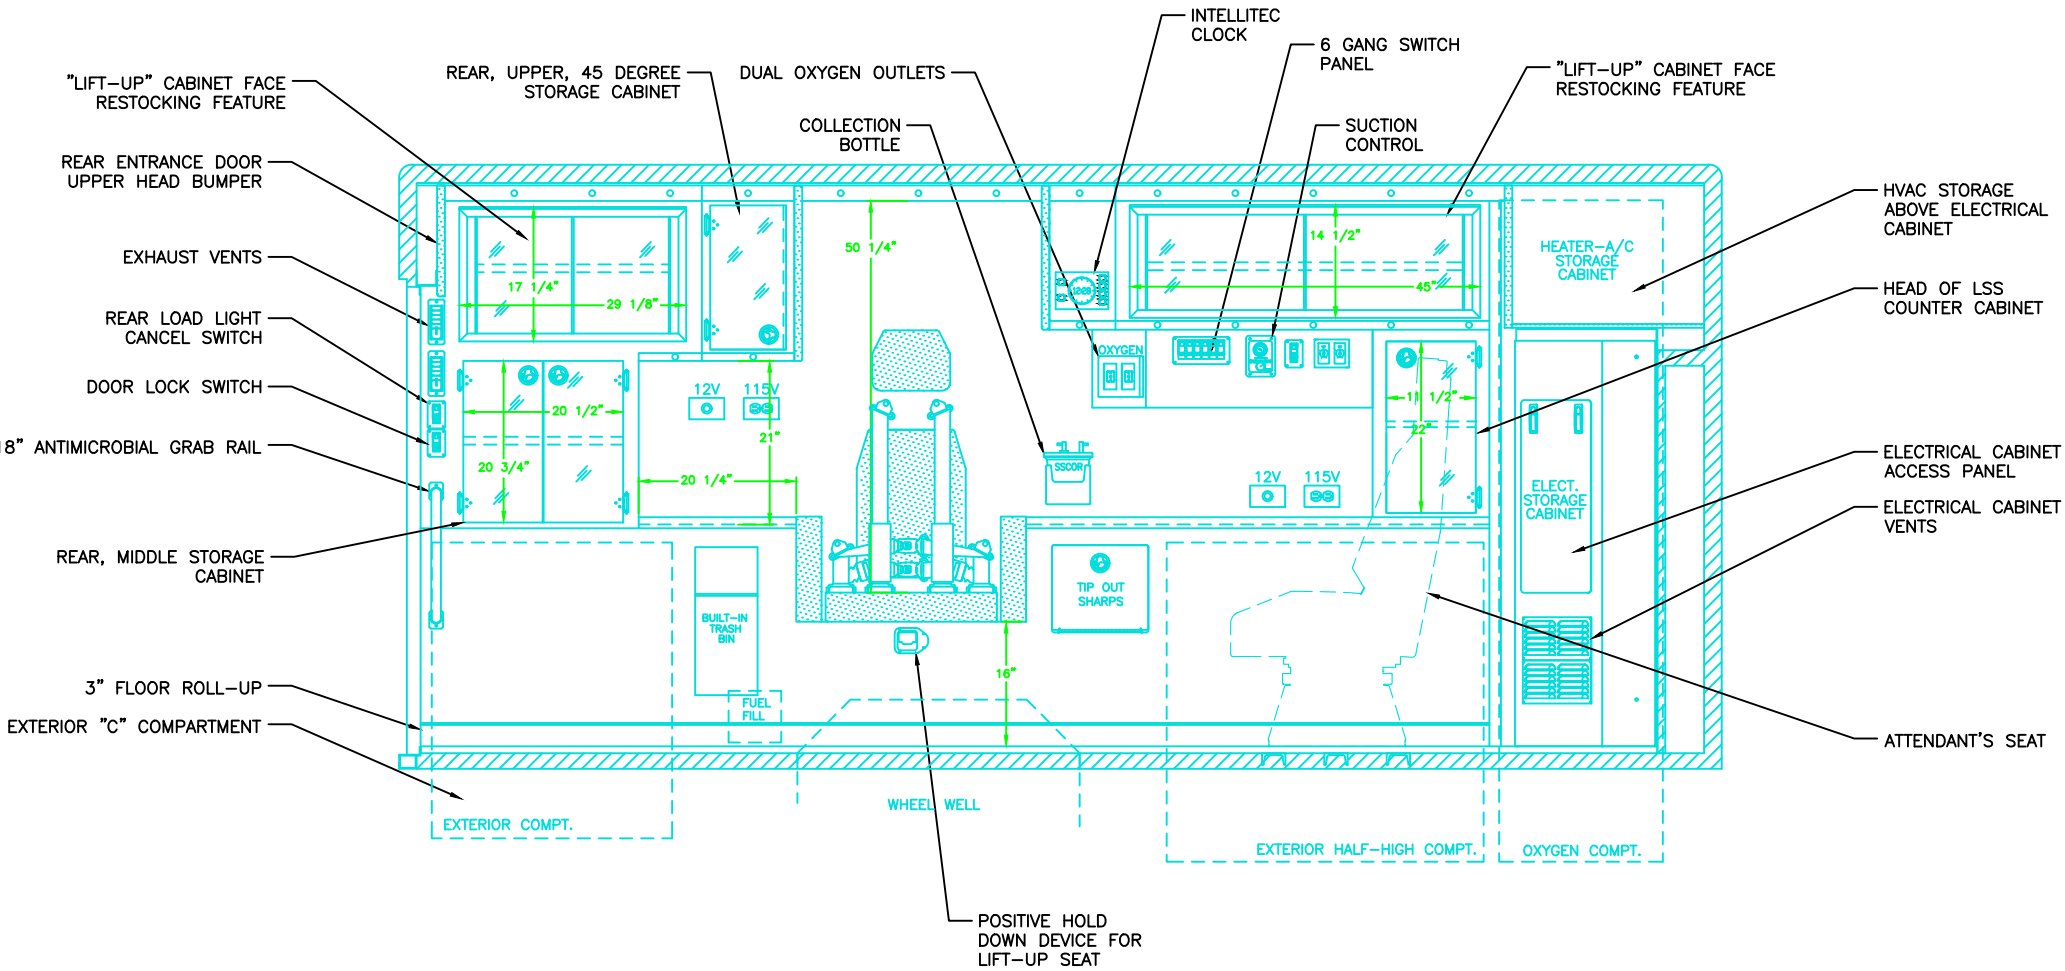 INTELLITEC
CLOCK
6 GANG SWITCH
PANEL
"LIFT-UP" CABINET FACE
RESTOCKING FEATURE
REAR, UPPER, 45 DEGREE
STORAGE CABINET
DUAL OXYGEN OUTLETS
"LIFT-UP" CABINET FACE
RESTOCKING FEATURE
COLLECTION
BOTTLE
SUCTION
CONTROL
REAR ENTRANCE DOOR
UPPER HEAD BUMPER
HVAC STORAGE
ABOVE ELECTRICAL
CABINET
EXHAUST VENTS
50 1/4"
14 1/2"
HEATER-A/C
STORAGE
CABINET
17 1/4"
29 1/8"
45"
HEAD OF LSS
COUNTER CABINET
REAR LOAD LIGHT
CANCEL SWITCH
OXYGEN
DOOR LOCK SWITCH
12V
115V
20 1/2"
11 1/2"
21"
22"
18" ANTIMICROBIAL GRAB RAIL
20 3/4"
20 1/4"
SSCOR
12V
115V
ELECTRICAL CABINET
ACCESS PANEL
ELECT.
STORAGE
CABINET
ELECTRICAL CABINET
VENTS
REAR, MIDDLE STORAGE
CABINET
TIP OUT
SHARPS
BUILT-IN
TRASH
BIN
16"
3" FLOOR ROLL-UP
FUEL
FILL
EXTERIOR "C" COMPARTMENT
ATTENDANT'S SEAT
WHEEL WELL
EXTERIOR COMPT.
EXTERIOR HALF-HIGH COMPT.
OXYGEN COMPT.
POSITIVE HOLD
DOWN DEVICE FOR
LIFT-UP SEAT